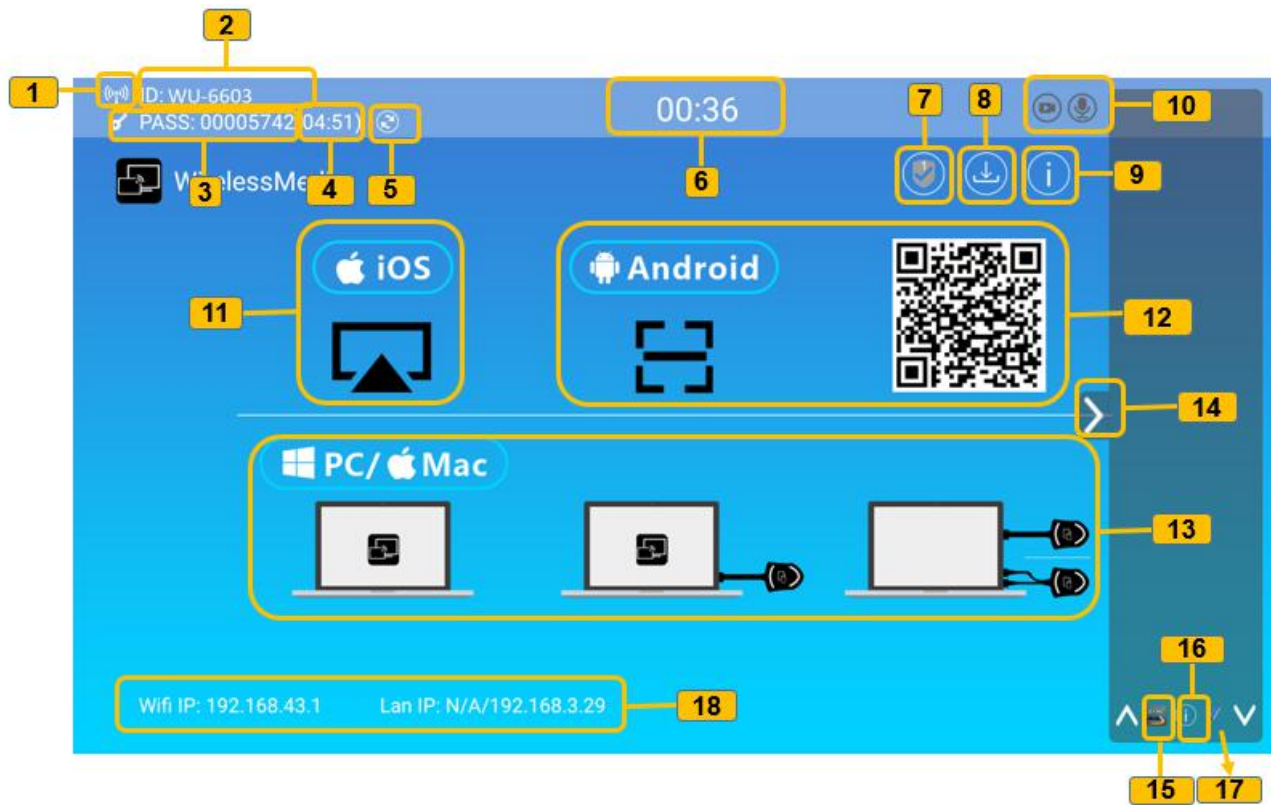 2
1
ID: WU-6603
00:36
7
8
10
PASS: 00005742(04:51)
3
4
5
6
9
iOS
Android
11
12
14
PC/ Mac
13
16
Wifi IP: 192.168.43.1
Lan IP: N/A/192.168.3.29
18
15
17